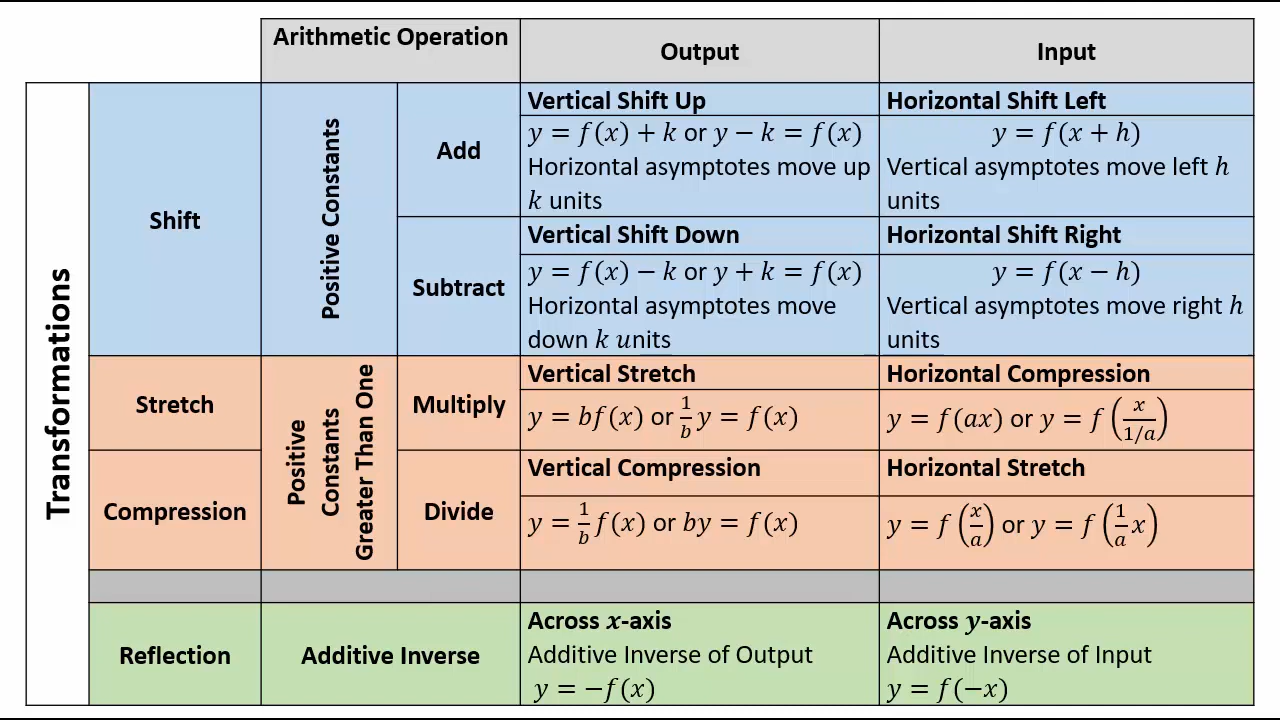 Arithmetic Operation
Output
Input
Transformations
Shift
Positive Constants
Add
Vertical Shift Up
y = f(x) + k or y − k = f(x)
Horizontal asymptotes move up
k units
Horizontal Shift Left
y = f(x + h)
Vertical asymptotes move left h
units
Subtract
Vertical Shift Down
y = f(x) − k or y + k = f(x)
Horizontal asymptotes move
down k units
Horizontal Shift Right
y = f(x − h)
Vertical asymptotes move right h
units
Stretch
Positive
Constants
Greater Than One
Multiply
Vertical Stretch
y = bf(x) or 1/b y = f(x)
Horizontal Compression
y = f(ax) or y = f(x/(1/a))
Compression
Divide
Vertical Compression
y = 1/b f(x) or by = f(x)
Horizontal Stretch
y = f(x/a) or y = f(1/a x)
Reflection
Additive Inverse
Across x-axis
Additive Inverse of Output
y = −f(x)
Across y-axis
Additive Inverse of Input
y = f(−x)